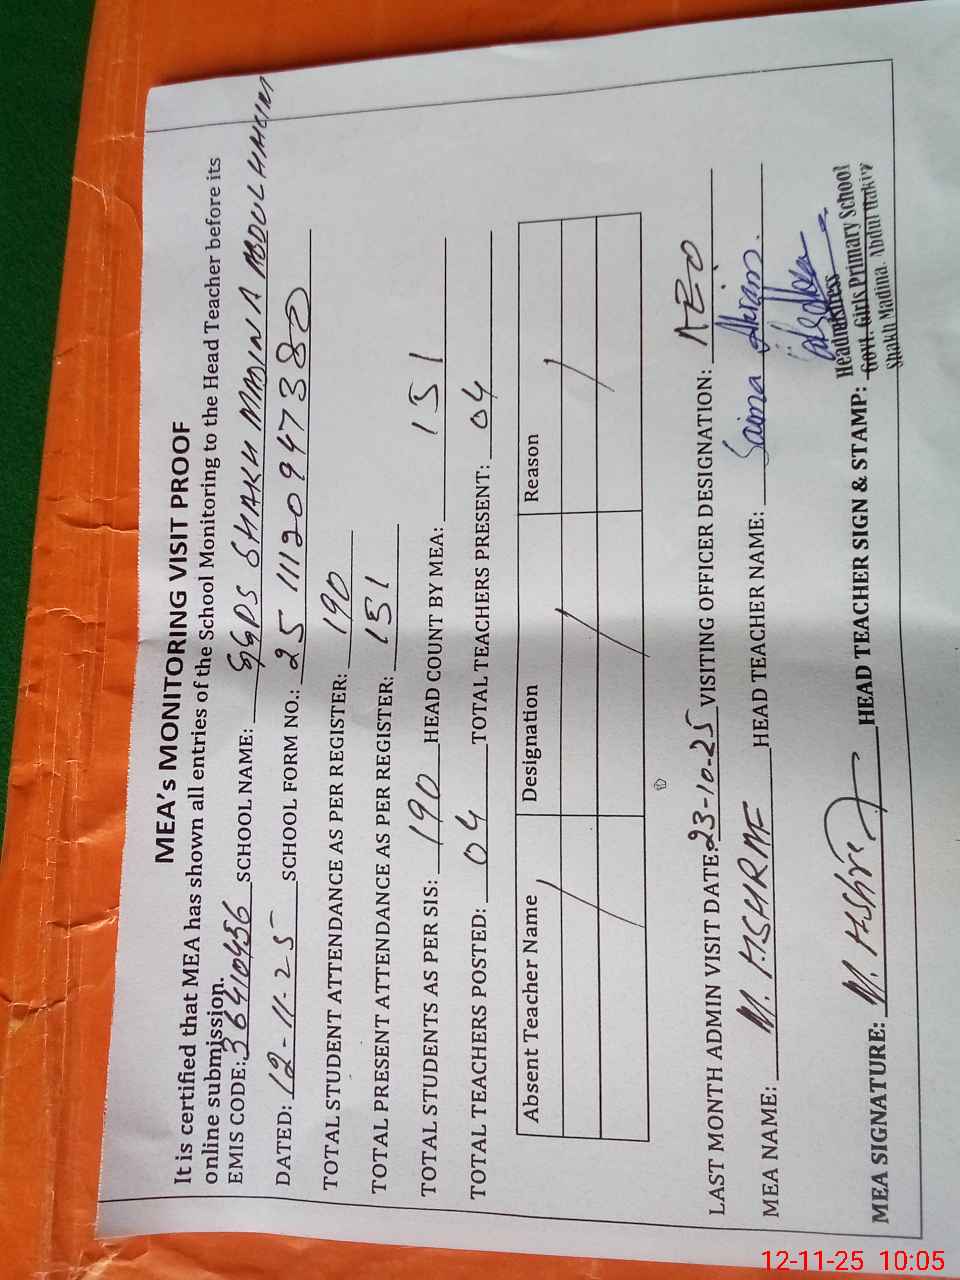 MEA's MONITORING VISIT PROOF
It is certified that MEA has shown all entries of the School Monitoring to the Head Teacher before its
online submission.
EMIS CODE: 36410456 SCHOOL NAME: GGPS SHAKH MADINA ABDUL HAKIM
DATED: 12-11-25 SCHOOL FORM NO.: 25 11120947380
TOTAL STUDENT ATTENDANCE AS PER REGISTER: 190
TOTAL PRESENT ATTENDANCE AS PER REGISTER: 151
TOTAL STUDENTS AS PER SIS: 190 HEAD COUNT BY MEA: 151
TOTAL TEACHERS POSTED: 04 TOTAL TEACHERS PRESENT: 04
Absent Teacher Name Designation Reason
/ / /
LAST MONTH ADMIN VISIT DATE: 23-10-25 VISITING OFFICER DESIGNATION: AEO
MEA NAME: M. ASHRAF HEAD TEACHER NAME: Saima Akram.
MEA SIGNATURE: HEAD TEACHER SIGN & STAMP: Headmistress
Govt. Girls Primary School
Shakh Madina. Abdul Hakim
12-11-25 10:05